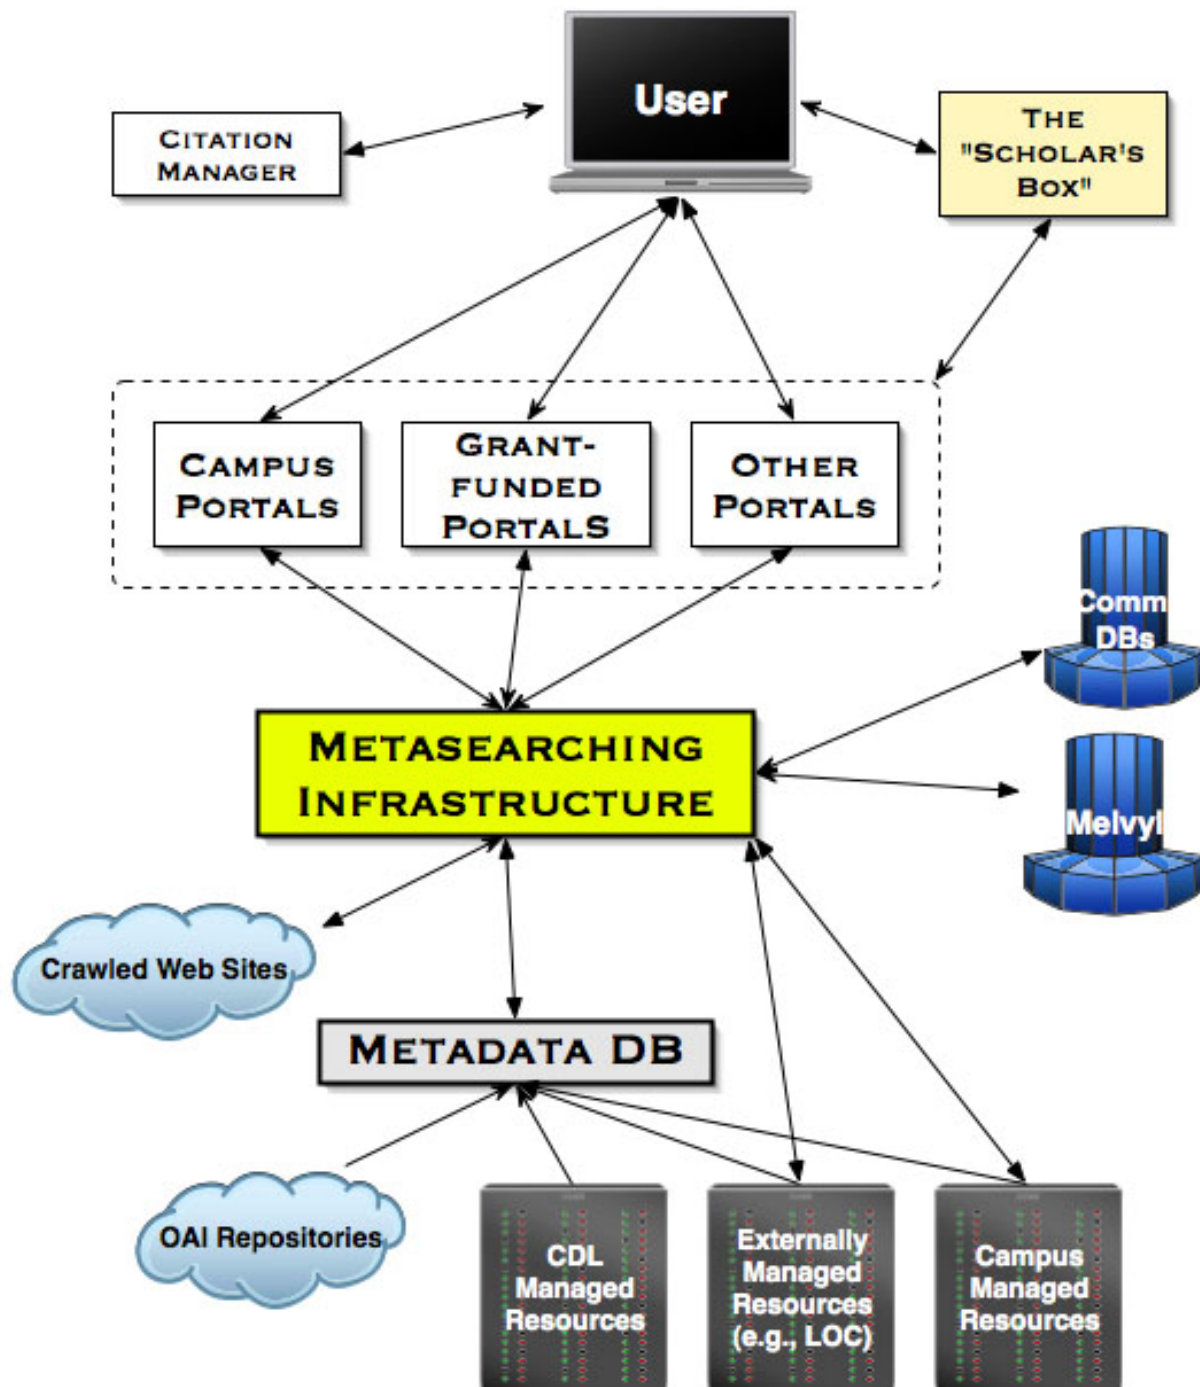 User
CITATION
MANAGER
THE
"SCHOLAR'S
BOX"
CAMPUS
PORTALS
GRANT-
FUNDED
PORTALS
OTHER
PORTALS
Comm
DBs
METASEARCHING
INFRASTRUCTURE
Melvyl
Crawled Web Sites
METADATA DB
OAI Repositories
CDL
Managed
Resources
Externally
Managed
Resources
(e.g., LOC)
Campus
Managed
Resources